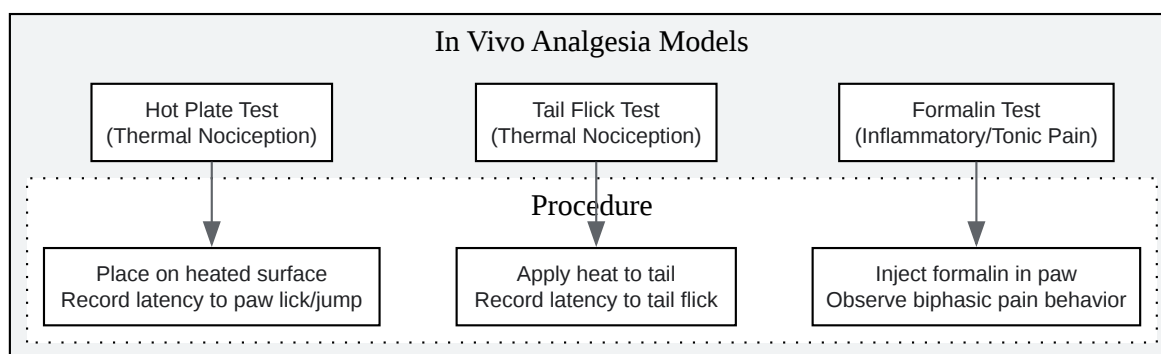 In Vivo Analgesia Models
Hot Plate Test
(Thermal Nociception)
Tail Flick Test
(Thermal Nociception)
Formalin Test
(Inflammatory/Tonic Pain)
Procedure
Place on heated surface
Record latency to paw lick/jump
Apply heat to tail
Record latency to tail flick
Inject formalin in paw
Observe biphasic pain behavior